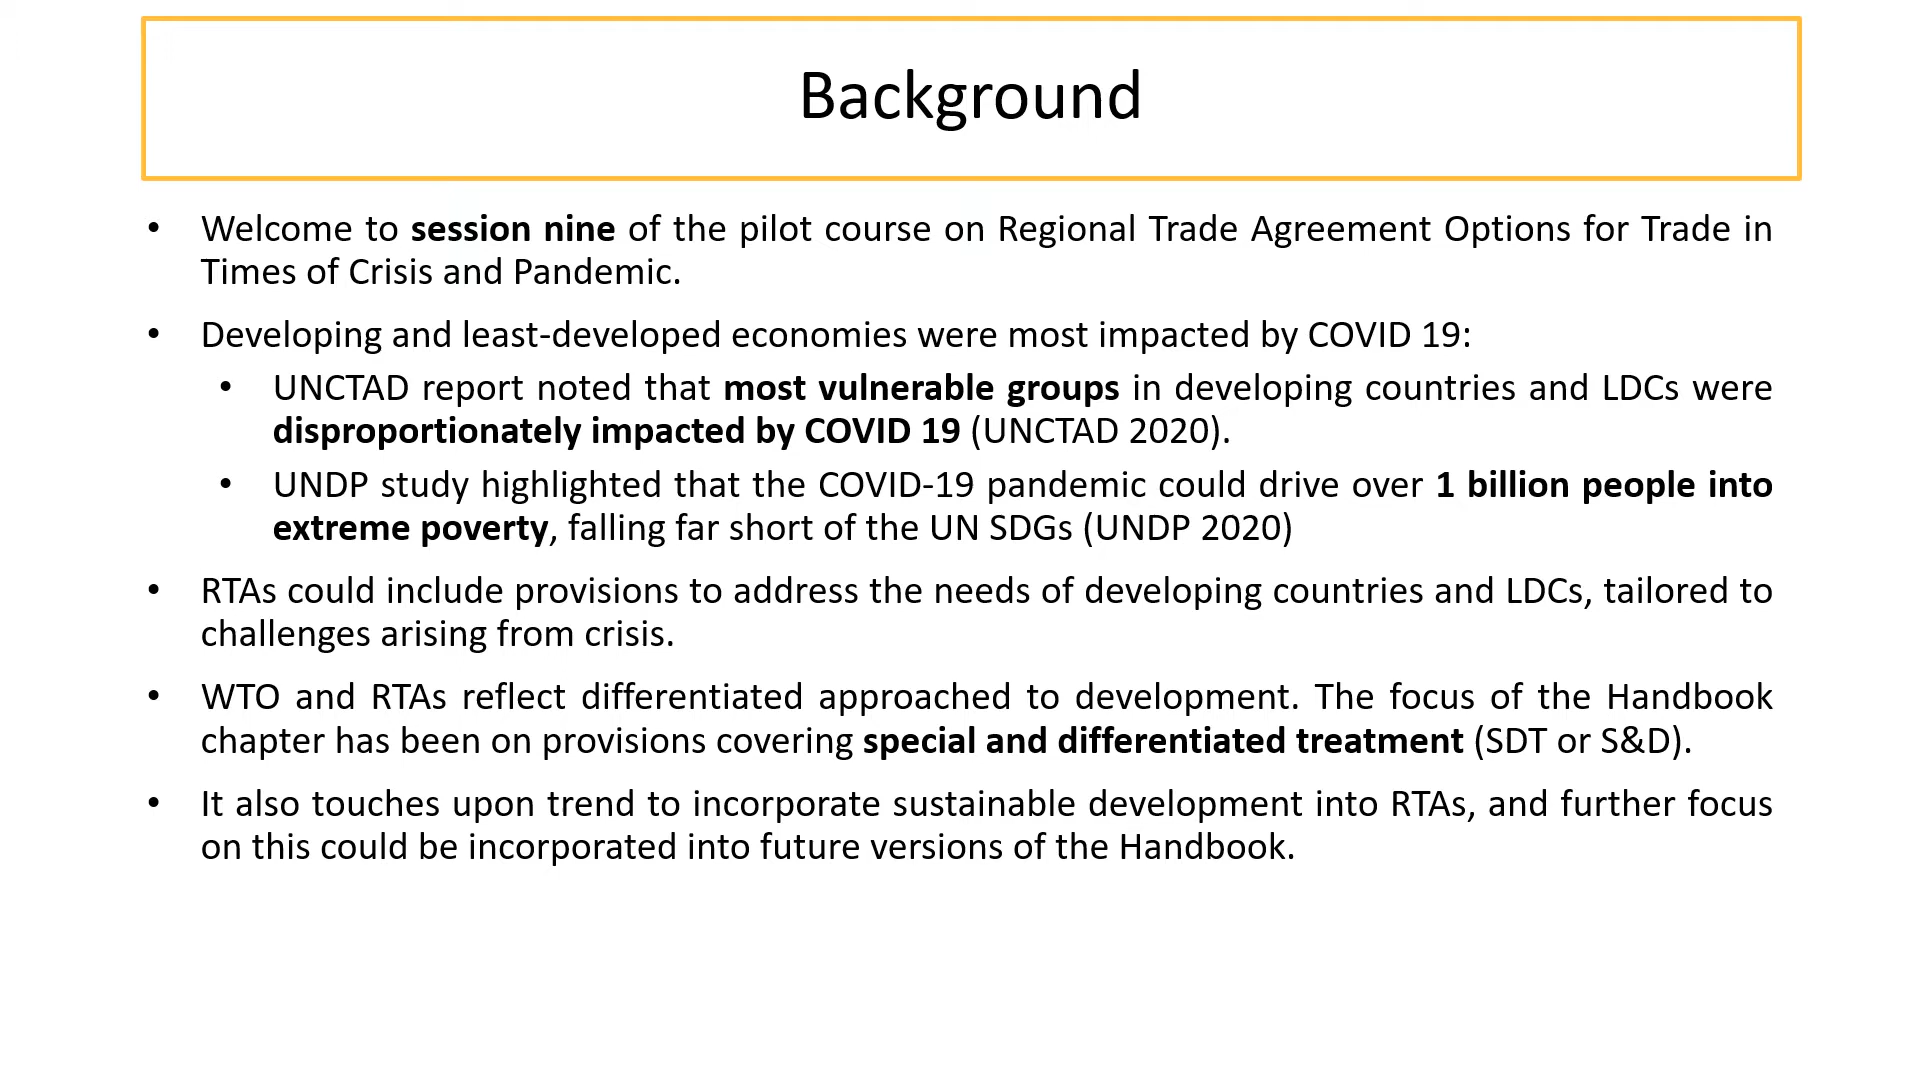 Background
• Welcome to session nine of the pilot course on Regional Trade Agreement Options for Trade in
Times of Crisis and Pandemic.
• Developing and least-developed economies were most impacted by COVID 19:
• UNCTAD report noted that most vulnerable groups in developing countries and LDCs were
disproportionately impacted by COVID 19 (UNCTAD 2020).
• UNDP study highlighted that the COVID-19 pandemic could drive over 1 billion people into
extreme poverty, falling far short of the UN SDGs (UNDP 2020)
• RTAs could include provisions to address the needs of developing countries and LDCs, tailored to
challenges arising from crisis.
• WTO and RTAs reflect differentiated approached to development. The focus of the Handbook
chapter has been on provisions covering special and differentiated treatment (SDT or S&D).
• It also touches upon trend to incorporate sustainable development into RTAs, and further focus
on this could be incorporated into future versions of the Handbook.